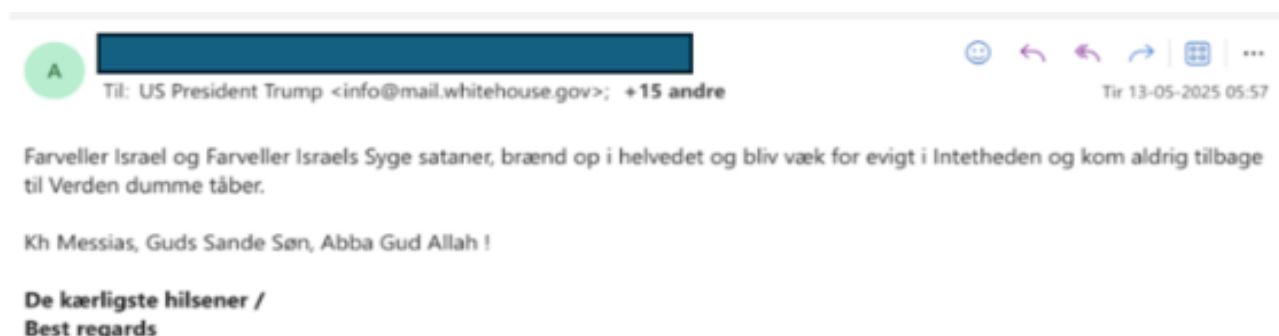 A
Til: US President Trump <info@mail.whitehouse.gov>; +15 andre
Tir 13-05-2025 05:57
Farveller Israel og Farveller Israels Syge sataner, brænd op i helvedet og bliv væk for evigt i Intetheden og kom aldrig tilbage
til Verden dumme tåber.
Kh Messias, Guds Sande Søn, Abba Gud Allah !
De kærligste hilsener /
Best regards